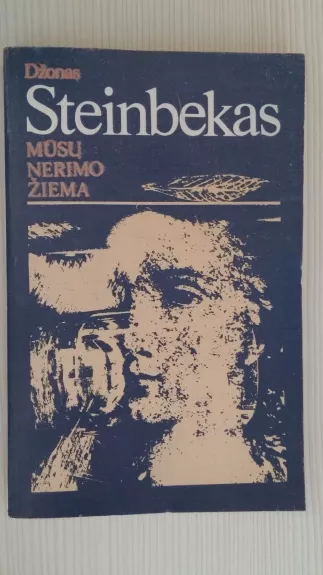 Džonas
Steinbekas
MŪSŲ
NERIMO
ŽIEMA